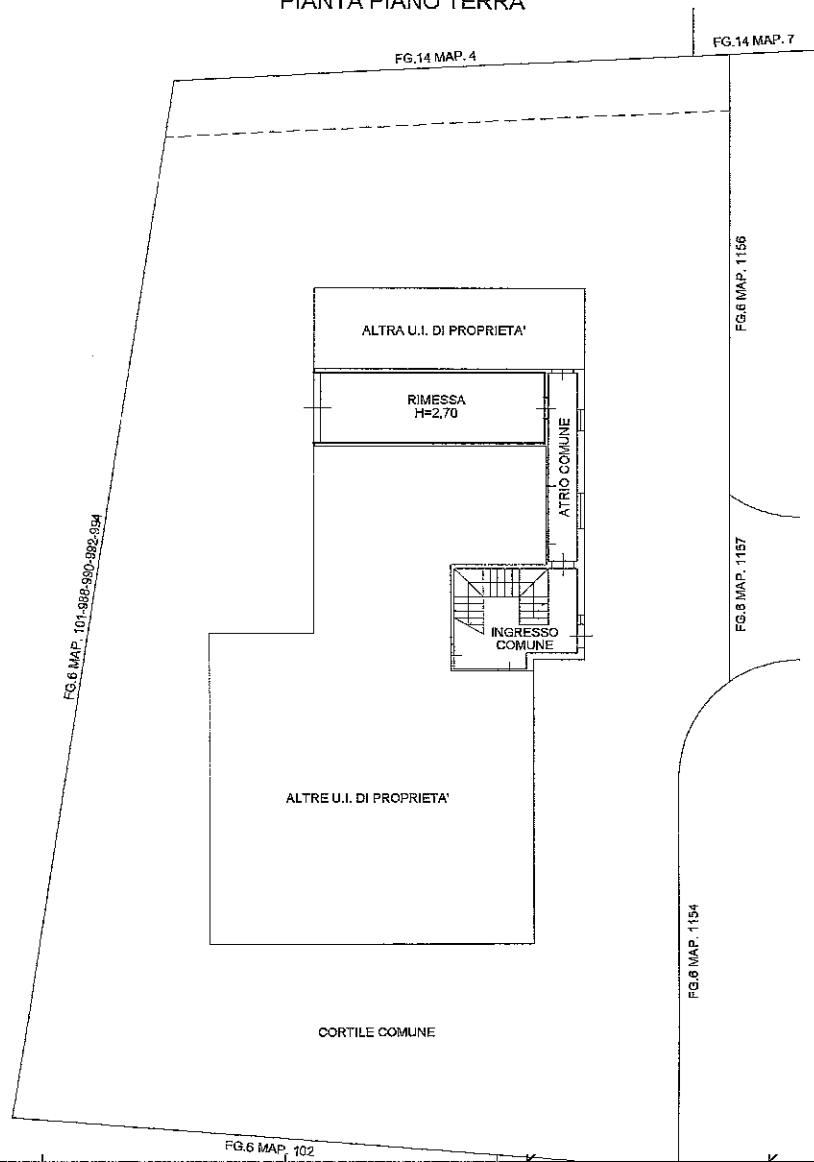 PIANTA PIANO TERRA
FG.14 MAP. 4
FG.14 MAP. 7
FG.6 MAP. 1156
ALTRA U.I. DI PROPRIETA'
RIMESSA
H=2,70
ATRIO COMUNE
FG.6 MAP. 101-988-990-992-994
FG.6 MAP. 1157
INGRESSO
COMUNE
ALTRE U.I. DI PROPRIETA'
FG.6 MAP. 1154
CORTILE COMUNE
FG.6 MAP. 102